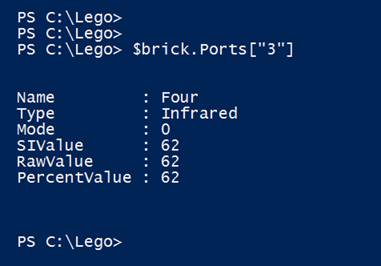 PS C:\Lego>
PS C:\Lego>
PS C:\Lego> $brick.Ports["3"]
Name         : Four
Type         : Infrared
Mode         : 0
SIValue      : 62
RawValue     : 62
PercentValue : 62
PS C:\Lego>